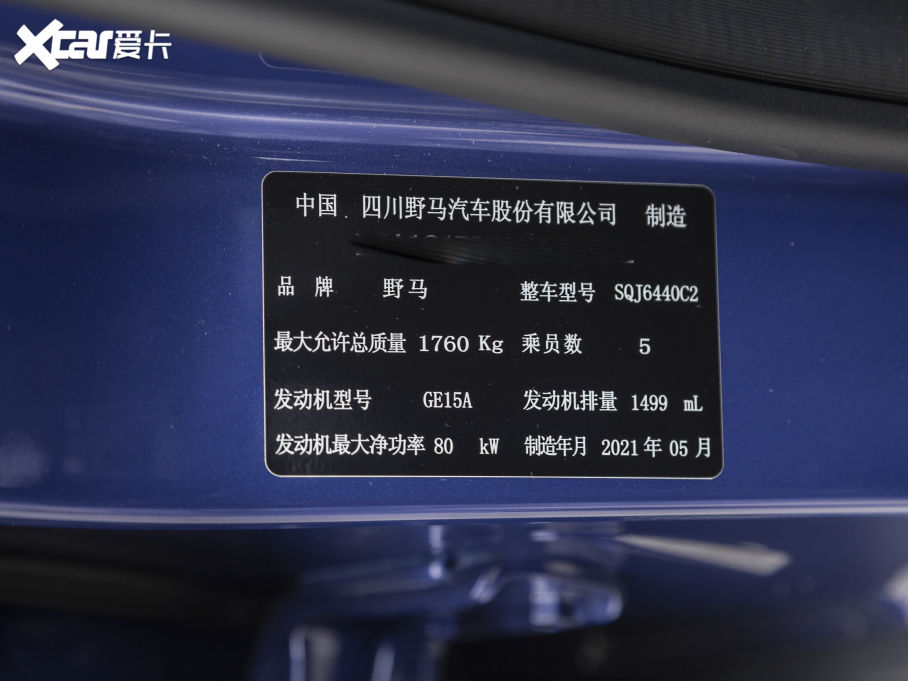 Xcar爱卡
中国 四川野马汽车股份有限公司 制造
品 牌 野马 整车型号 SQJ6440C2
最大允许总质量 1760 Kg 乘员数 5
发动机型号 GE15A 发动机排量 1499 mL
发动机最大净功率 80 kW 制造年月 2021 年 05 月